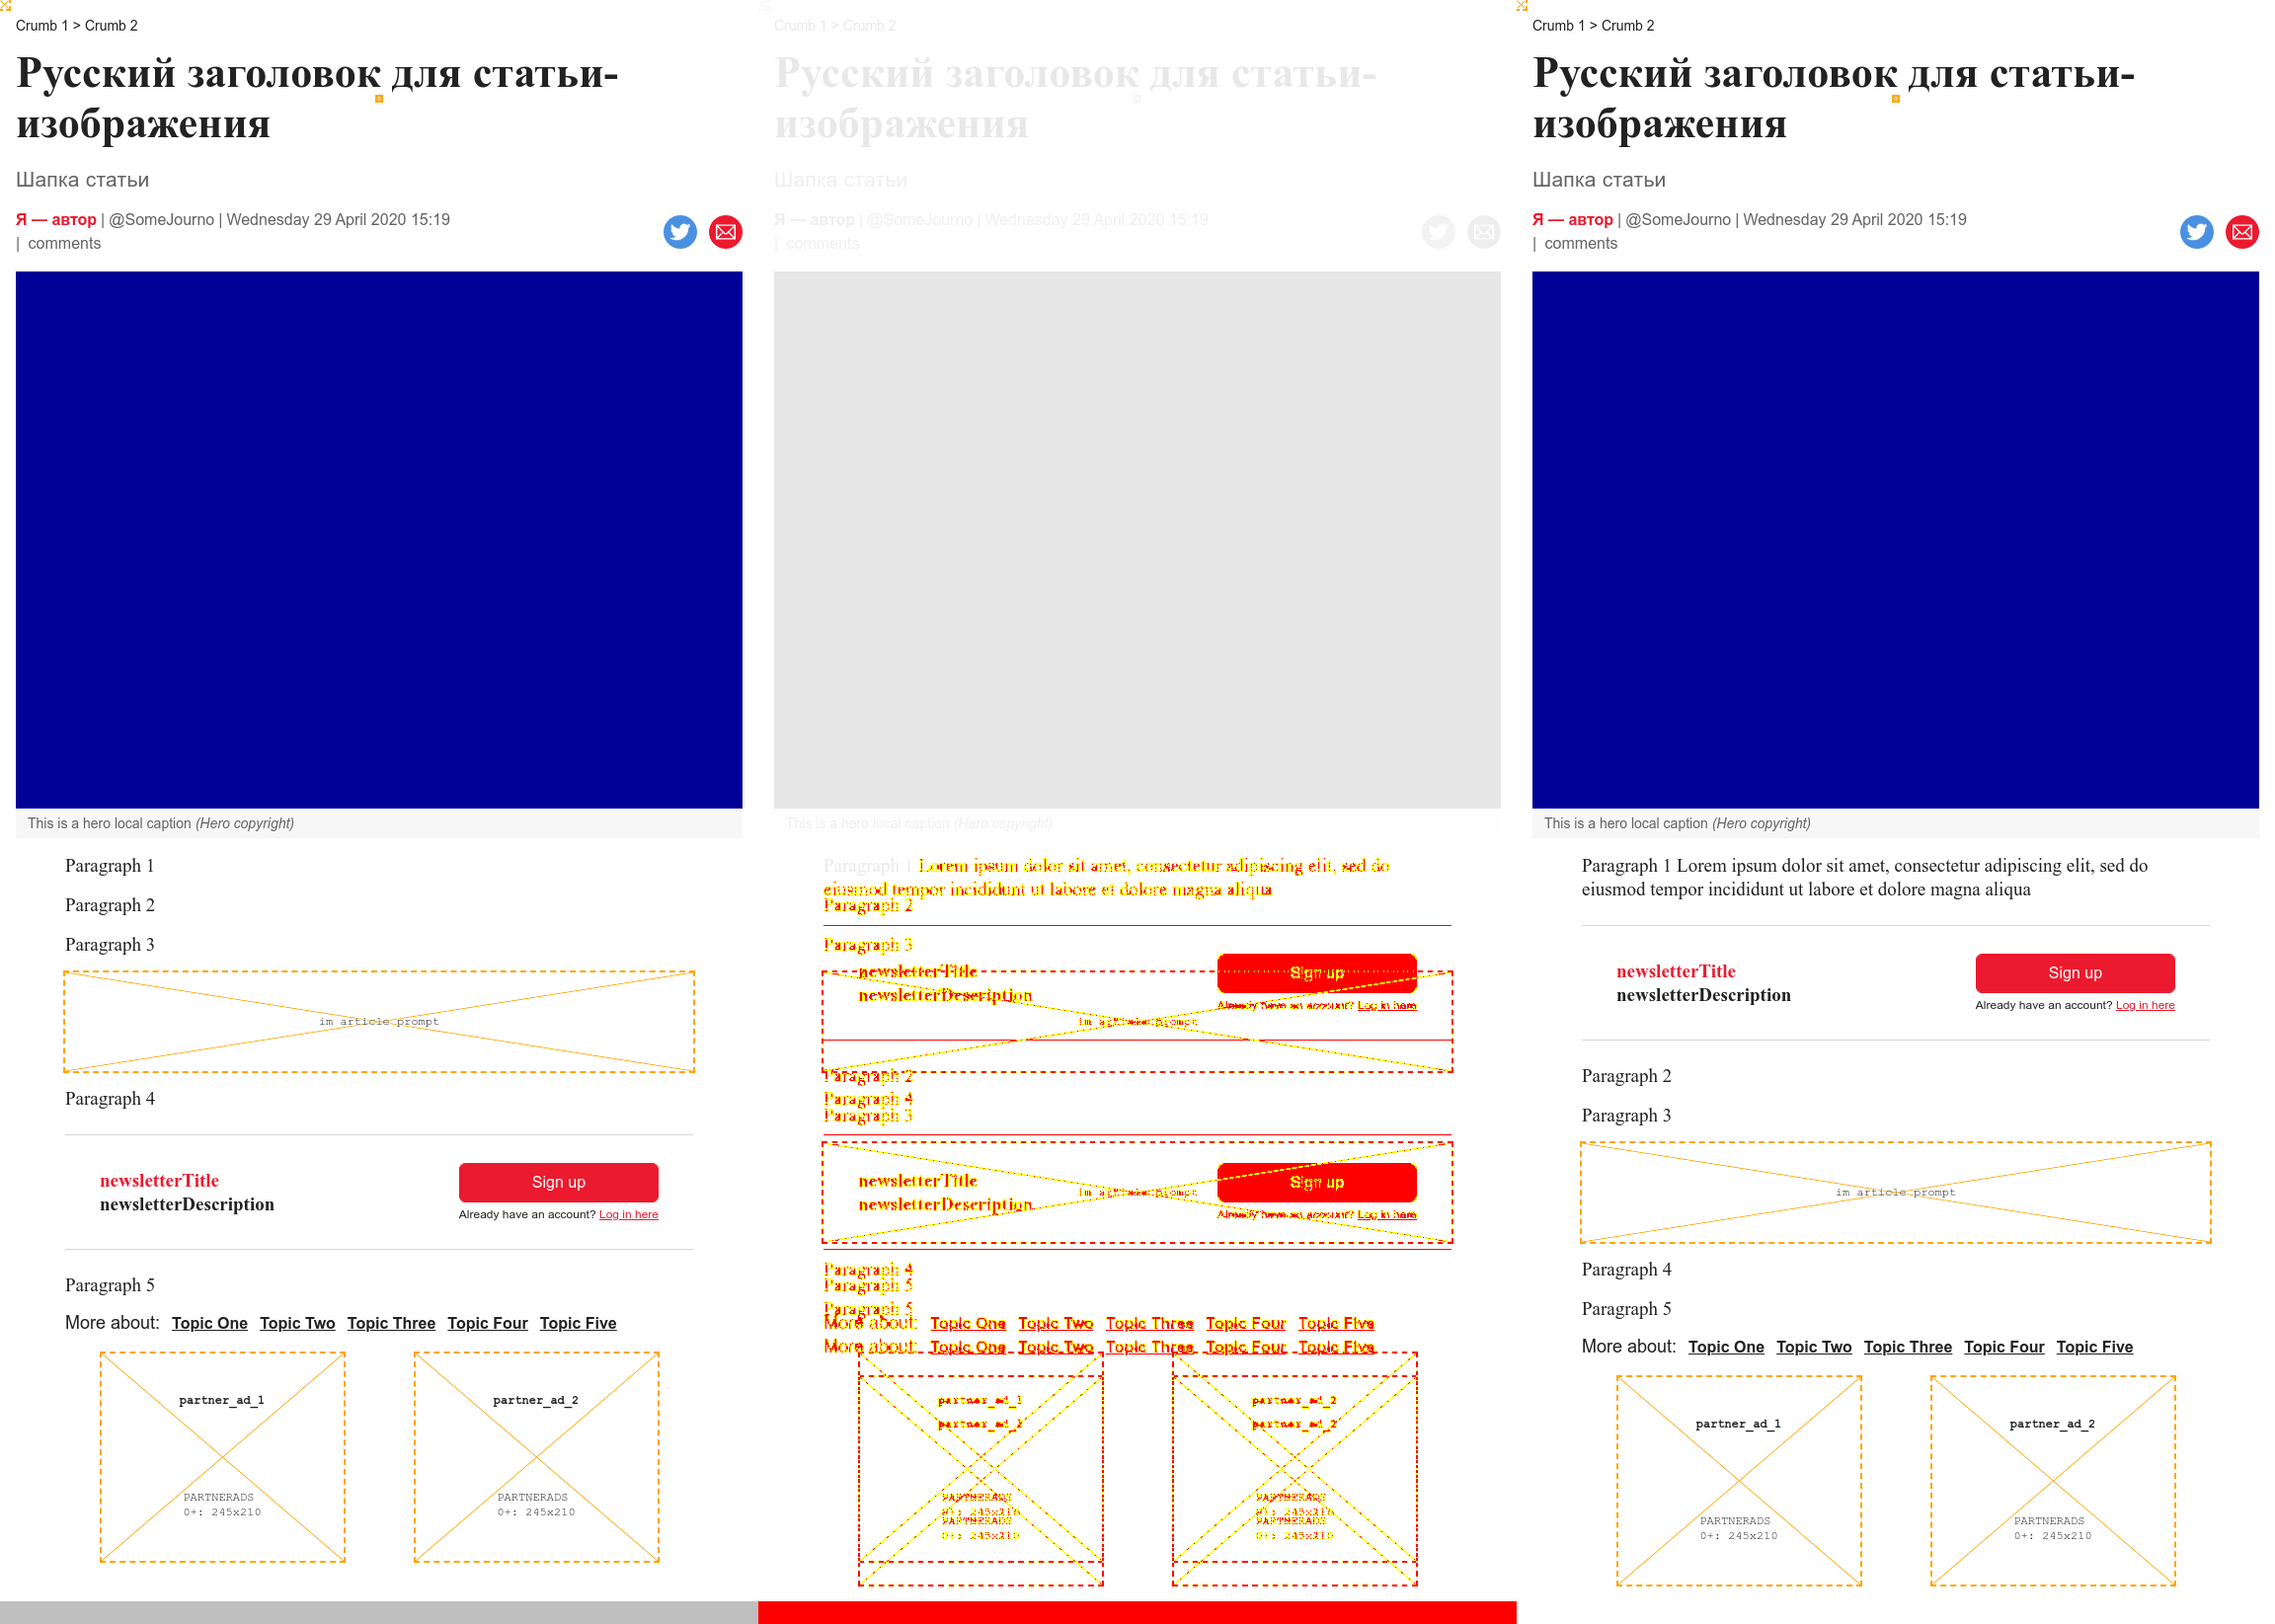 Crumb 1 > Crumb 2
Русский заголовок для статьи-
изображения
Шапка статьи
Я — автор | @SomeJourno | Wednesday 29 April 2020 15:19
| comments
This is a hero local caption (Hero copyright)
Paragraph 1
Paragraph 2
Paragraph 3
im article prompt
Paragraph 4
newsletterTitle
newsletterDescription
Sign up
Already have an account? Log in here
Paragraph 5
More about: Topic One Topic Two Topic Three Topic Four Topic Five
partner_ad_1
PARTNERADS
0+: 245x210
partner_ad_2
PARTNERADS
0+: 245x210
Crumb 1 > Crumb 2
Русский заголовок для статьи-
изображения
Шапка статьи
Я — автор | @SomeJourno | Wednesday 29 April 2020 15:19
| comments
This is a hero local caption (Hero copyright)
Paragraph 1 Lorem ipsum dolor sit amet, consectetur adipiscing elit, sed do
eiusmod tempor incididunt ut labore et dolore magna aliqua
Paragraph 2
Paragraph 3
newsletterTitle
newsletterDescription
Sign up
Already have an account? Log in here
im article prompt
Paragraph 2
Paragraph 4
Paragraph 3
newsletterTitle
newsletterDescription
im article prompt
Sign up
Already have an account? Log in here
Paragraph 4
Paragraph 5
Paragraph 5
More about: Topic One Topic Two Topic Three Topic Four Topic Five
More about: Topic One Topic Two Topic Three Topic Four Topic Five
partner_ad_1
partner_ad_1
PARTNERADS
0+: 245x210
PARTNERADS
0+: 245x210
partner_ad_2
partner_ad_2
PARTNERADS
0+: 245x210
PARTNERADS
0+: 245x210
Crumb 1 > Crumb 2
Русский заголовок для статьи-
изображения
Шапка статьи
Я — автор | @SomeJourno | Wednesday 29 April 2020 15:19
| comments
This is a hero local caption (Hero copyright)
Paragraph 1 Lorem ipsum dolor sit amet, consectetur adipiscing elit, sed do
eiusmod tempor incididunt ut labore et dolore magna aliqua
newsletterTitle
newsletterDescription
Sign up
Already have an account? Log in here
Paragraph 2
Paragraph 3
im article prompt
Paragraph 4
Paragraph 5
More about: Topic One Topic Two Topic Three Topic Four Topic Five
partner_ad_1
PARTNERADS
0+: 245x210
partner_ad_2
PARTNERADS
0+: 245x210